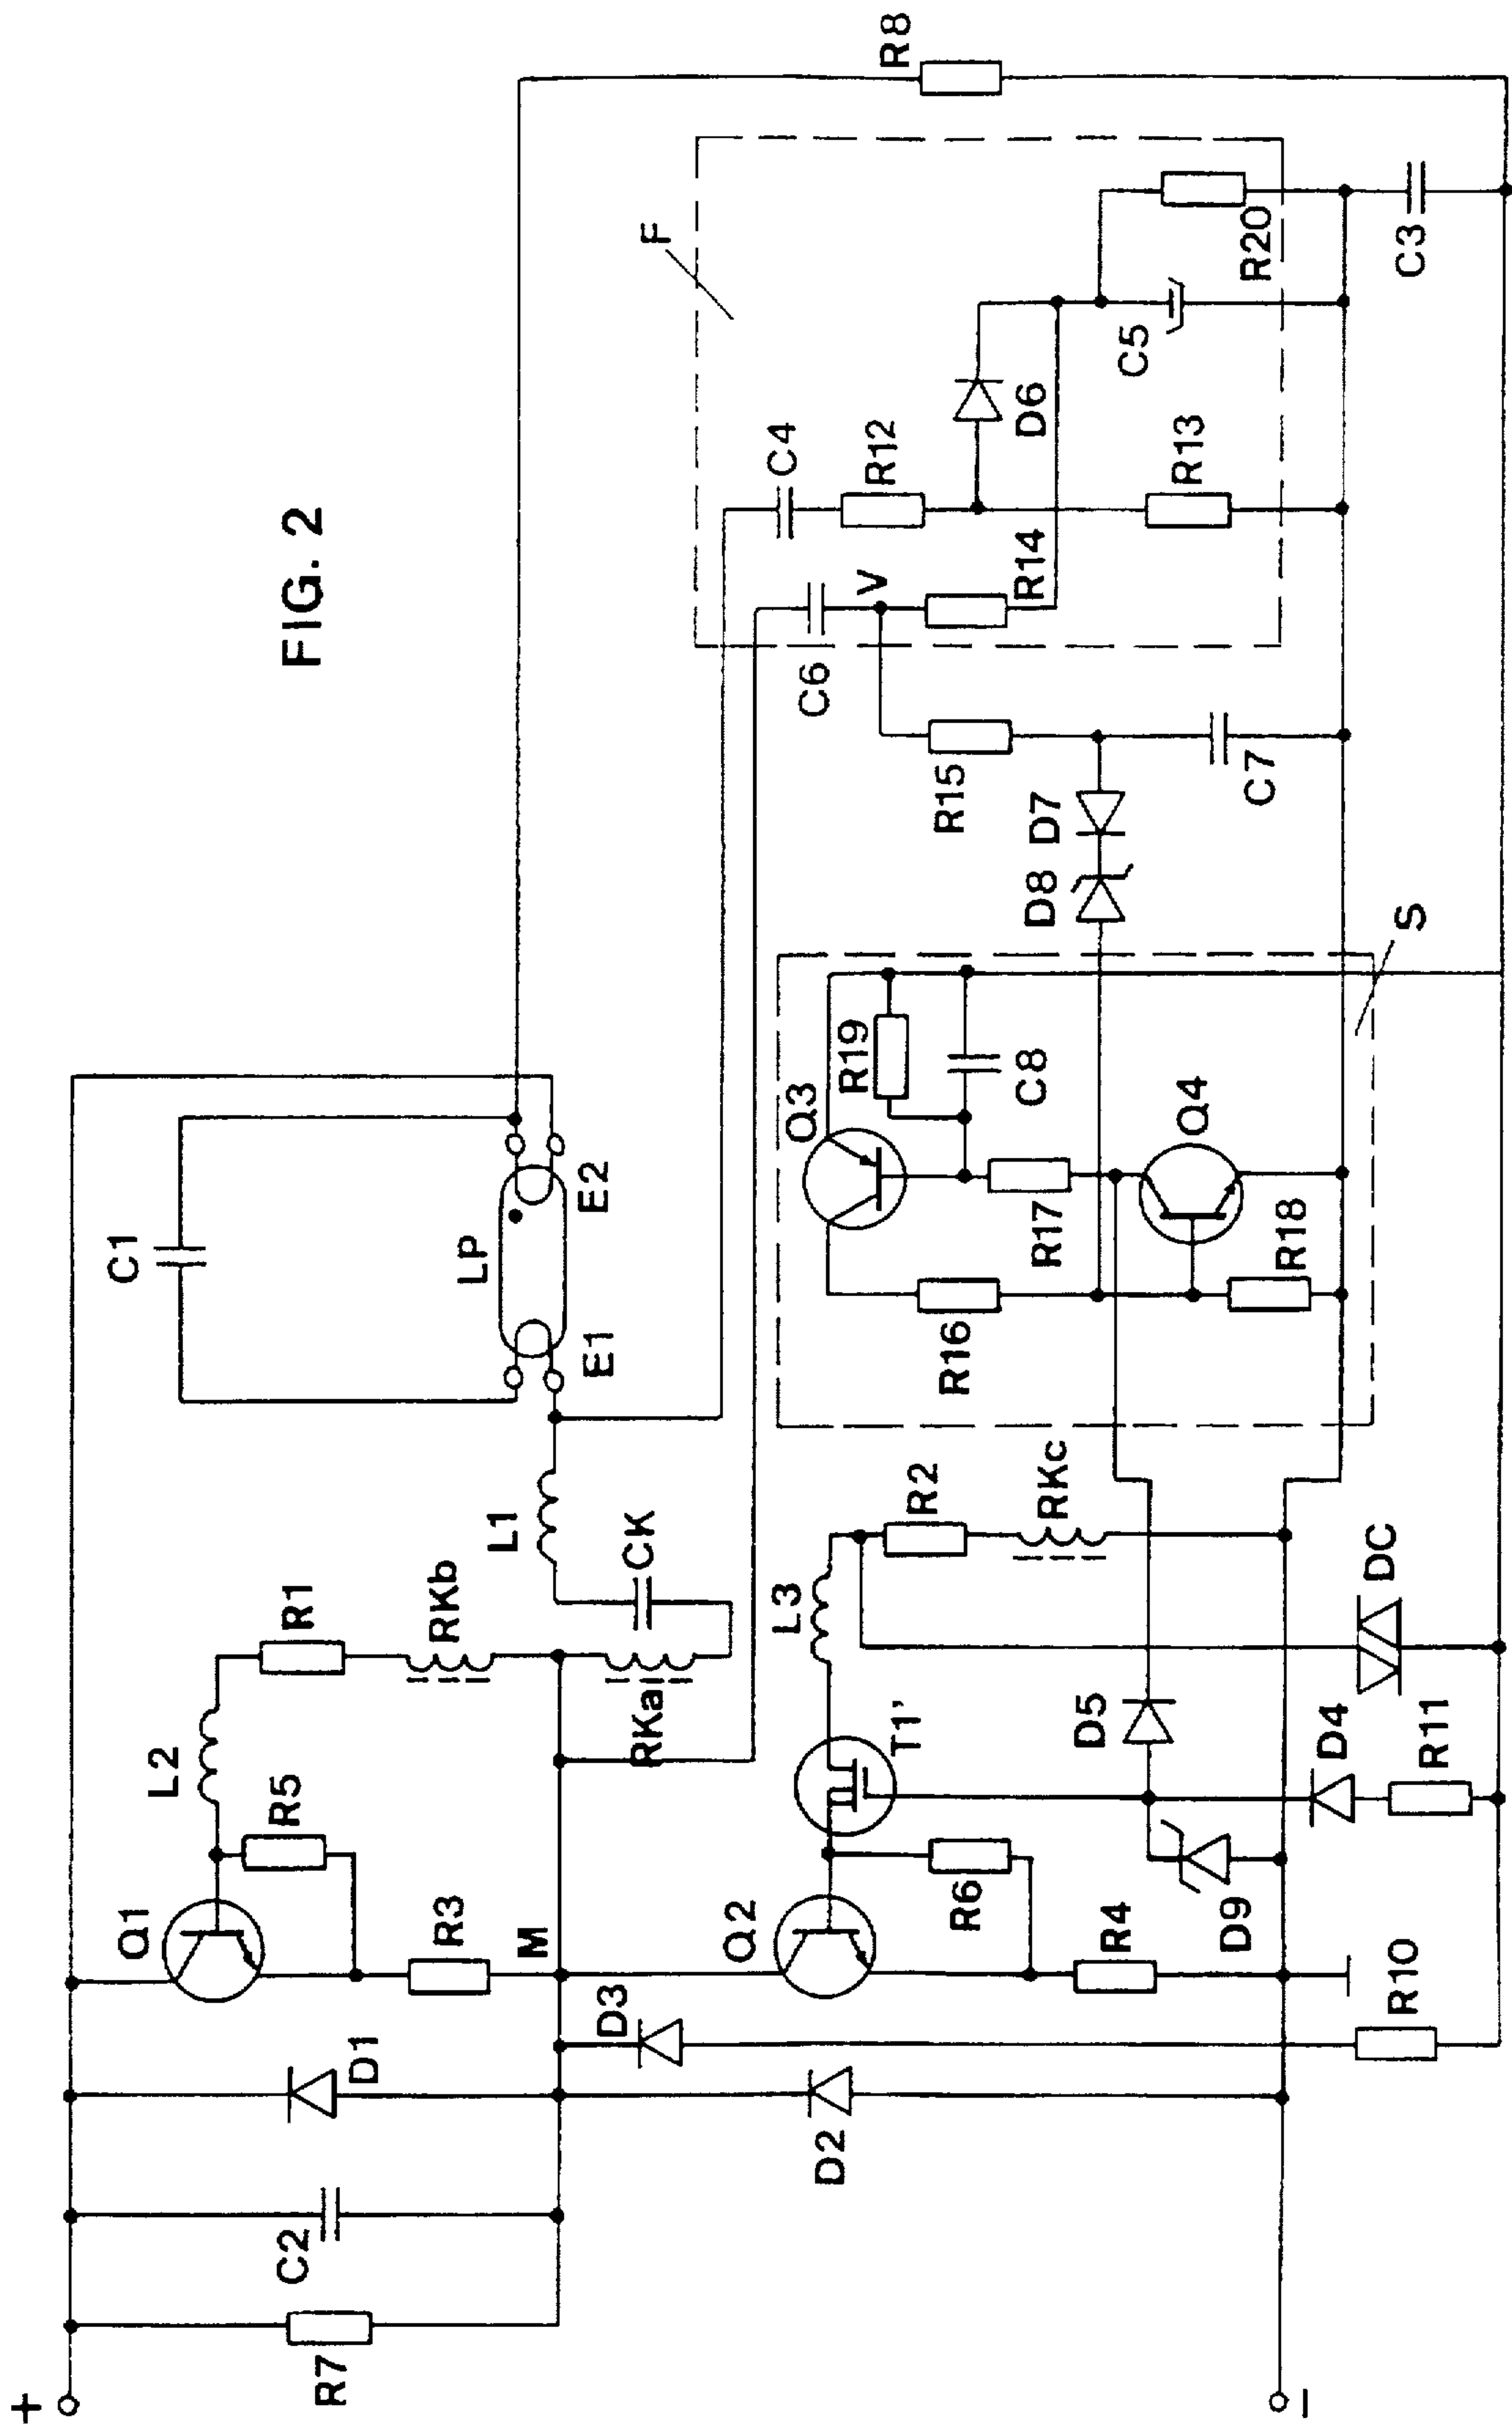 +
C1
Q1
L2
FIG. 2
R5
R1
C2
R7
D1
RKb
R3
LP
L1
M
E1
E2
D3
CK
RKa
F
Q2
L3
Q3
C4
D2
C6
R19
V
R12
R8
T1'
R2
R16
R15
R6
C8
R14
D6
R17
D8 D7
RKc
D5
R4
C5
Q4
R13
D9
R18
C7
R20
−
D4
DC
R10
S
C3
R11